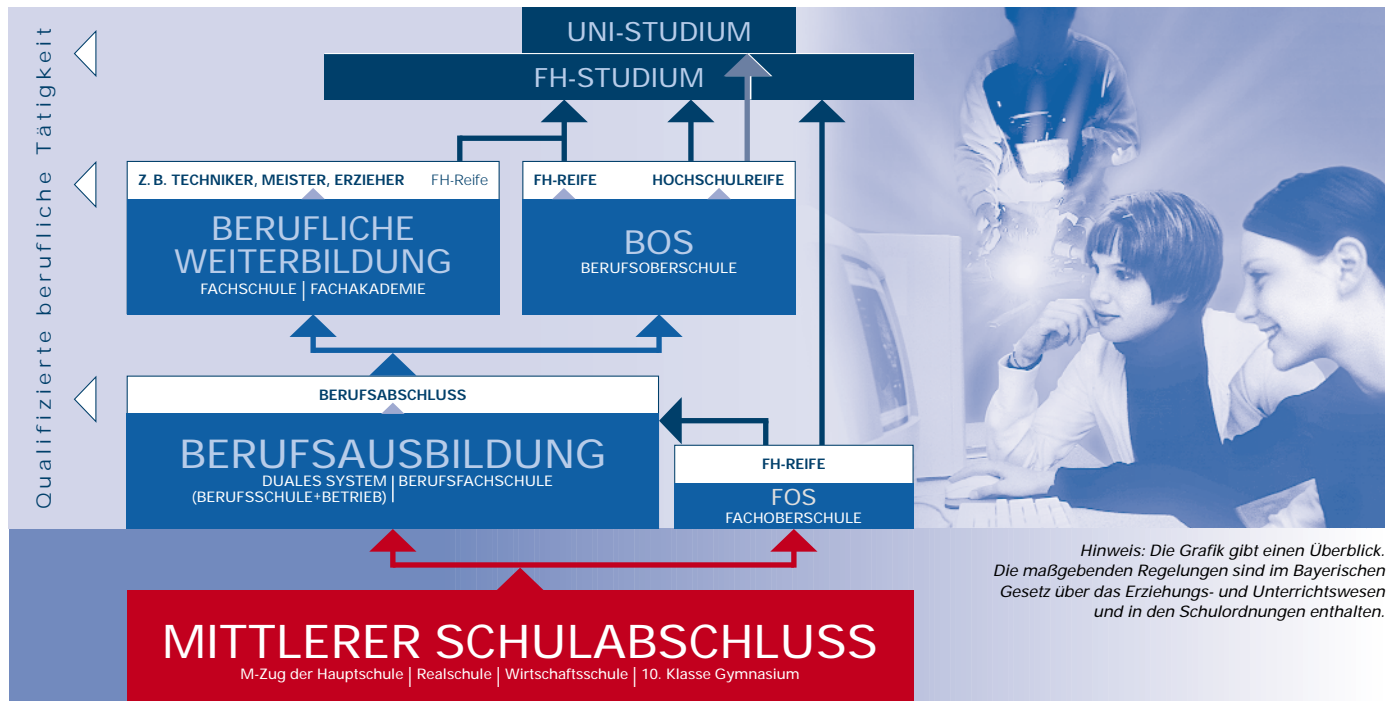 Qualifizierte berufliche Tätigkeit
UNI-STUDIUM
FH-STUDIUM
Z. B. TECHNIKER, MEISTER, ERZIEHER FH-Reife
BERUFLICHE
WEITERBILDUNG
FACHSCHULE | FACHAKADEMIE
FH-REIFE HOCHSCHULREIFE
BOS
BERUFSOBERSCHULE
BERUFSABSCHLUSS
BERUFSAUSBILDUNG
DUALES SYSTEM | BERUFSFACHSCHULE
(BERUFSSCHULE+BETRIEB) |
FH-REIFE
FOS
FACHOBERSCHULE
Hinweis: Die Grafik gibt einen Überblick.
Die maßgebenden Regelungen sind im Bayerischen
Gesetz über das Erziehungs- und Unterrichtswesen
und in den Schulordnungen enthalten.
MITTLERER SCHULABSCHLUSS
M-Zug der Hauptschule | Realschule | Wirtschaftsschule | 10. Klasse Gymnasium